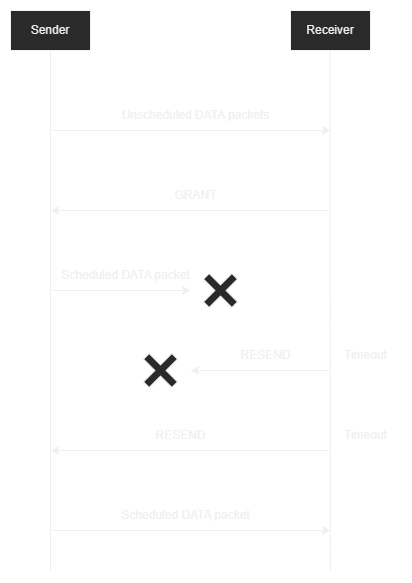 Sender
Receiver
Unscheduled DATA packets
GRANT
Scheduled DATA packet
RESEND
Timeout
RESEND
Timeout
Scheduled DATA packet